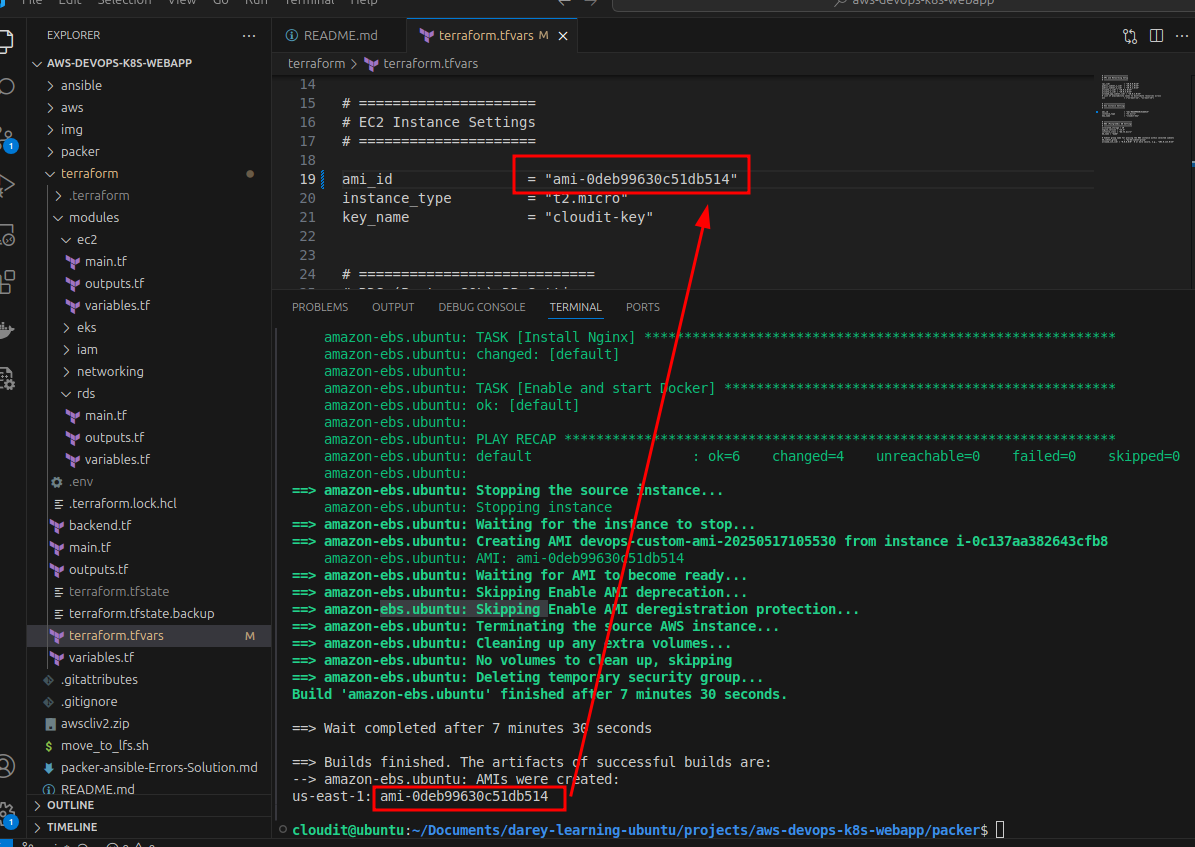 File Edit Selection View Go Run Terminal Help
aws-devops-k8s-webapp
EXPLORER
AWS-DEVOPS-K8S-WEBAPP
ansible
aws
img
packer
terraform
.terraform
modules
ec2
main.tf
outputs.tf
variables.tf
eks
iam
networking
rds
main.tf
outputs.tf
variables.tf
.env
.terraform.lock.hcl
backend.tf
main.tf
outputs.tf
terraform.tfstate
terraform.tfstate.backup
terraform.tfvars M
variables.tf
.gitattributes
.gitignore
awscliv2.zip
move_to_lfs.sh
packer-ansible-Errors-Solution.md
README.md
OUTLINE
TIMELINE
1
1
README.md
terraform.tfvars M
terraform > terraform.tfvars
14
15 # =====================
16 # EC2 Instance Settings
17 # =====================
18
19 ami_id = "ami-0deb99630c51db514"
20 instance_type = "t2.micro"
21 key_name = "cloudit-key"
22
23
24 # ============================
PROBLEMS OUTPUT DEBUG CONSOLE TERMINAL PORTS
amazon-ebs.ubuntu: TASK [Install Nginx] ***********************************************************
amazon-ebs.ubuntu: changed: [default]
amazon-ebs.ubuntu:
amazon-ebs.ubuntu: TASK [Enable and start Docker] *************************************************
amazon-ebs.ubuntu: ok: [default]
amazon-ebs.ubuntu:
amazon-ebs.ubuntu: PLAY RECAP *********************************************************************
amazon-ebs.ubuntu: default : ok=6 changed=4 unreachable=0 failed=0 skipped=0
amazon-ebs.ubuntu:
==> amazon-ebs.ubuntu: Stopping the source instance...
amazon-ebs.ubuntu: Stopping instance
==> amazon-ebs.ubuntu: Waiting for the instance to stop...
==> amazon-ebs.ubuntu: Creating AMI devops-custom-ami-20250517105530 from instance i-0c137aa382643cfb8
amazon-ebs.ubuntu: AMI: ami-0deb99630c51db514
==> amazon-ebs.ubuntu: Waiting for AMI to become ready...
==> amazon-ebs.ubuntu: Skipping Enable AMI deprecation...
==> amazon-ebs.ubuntu: Skipping Enable AMI deregistration protection...
==> amazon-ebs.ubuntu: Terminating the source AWS instance...
==> amazon-ebs.ubuntu: Cleaning up any extra volumes...
==> amazon-ebs.ubuntu: No volumes to clean up, skipping
==> amazon-ebs.ubuntu: Deleting temporary security group...
Build 'amazon-ebs.ubuntu' finished after 7 minutes 30 seconds.
==> Wait completed after 7 minutes 30 seconds
==> Builds finished. The artifacts of successful builds are:
--> amazon-ebs.ubuntu: AMIs were created:
us-east-1: ami-0deb99630c51db514
cloudit@ubuntu:~/Documents/darey-learning-ubuntu/projects/aws-devops-k8s-webapp/packer$